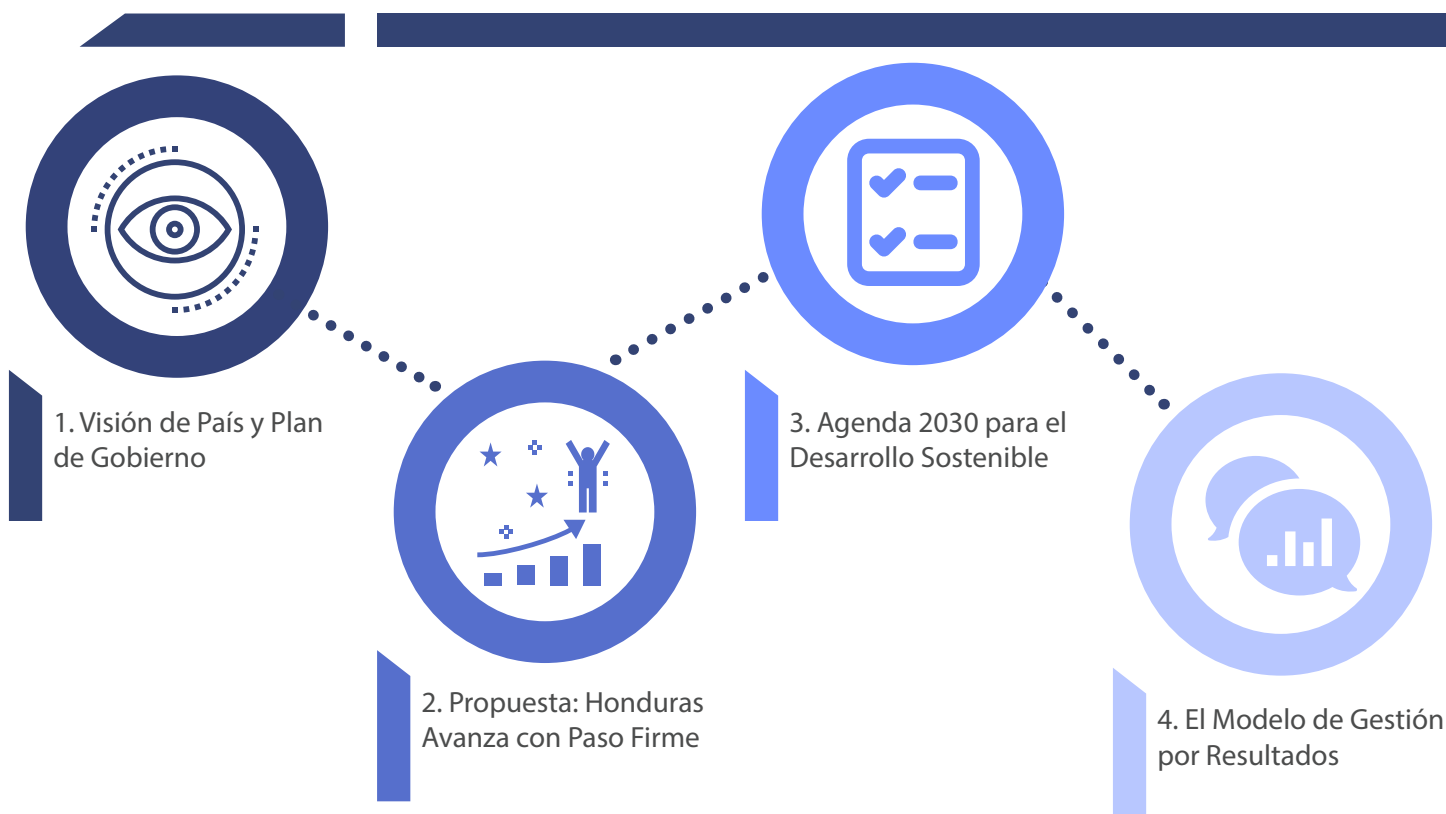 1. Visión de País y Plan
de Gobierno
2. Propuesta: Honduras
Avanza con Paso Firme
3. Agenda 2030 para el
Desarrollo Sostenible
4. El Modelo de Gestión
por Resultados